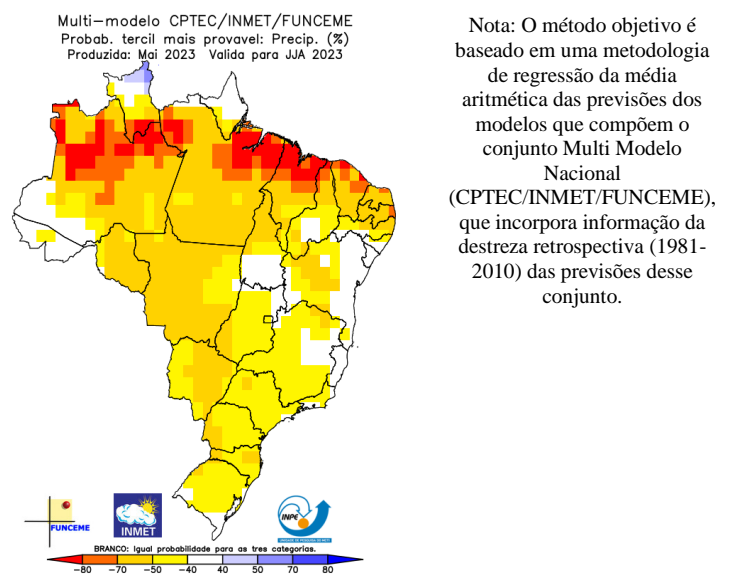 Multi-modelo CPTEC/INMET/FUNCEME
Probab. tercil mais provavel: Precip. (%)
Produzida: Mai 2023 Valida para JJA 2023
Nota: O método objetivo é
baseado em uma metodologia
de regressão da média
aritmética das previsões dos
modelos que compõem o
conjunto Multi Modelo
Nacional
(CPTEC/INMET/FUNCEME),
que incorpora informação da
destreza retrospectiva (1981-
2010) das previsões desse
conjunto.
FUNCEME
INMET
INPE
BRANCO: Igual probabilidade para as tres categorias.
-80 -70 -50 -40 40 50 70 80